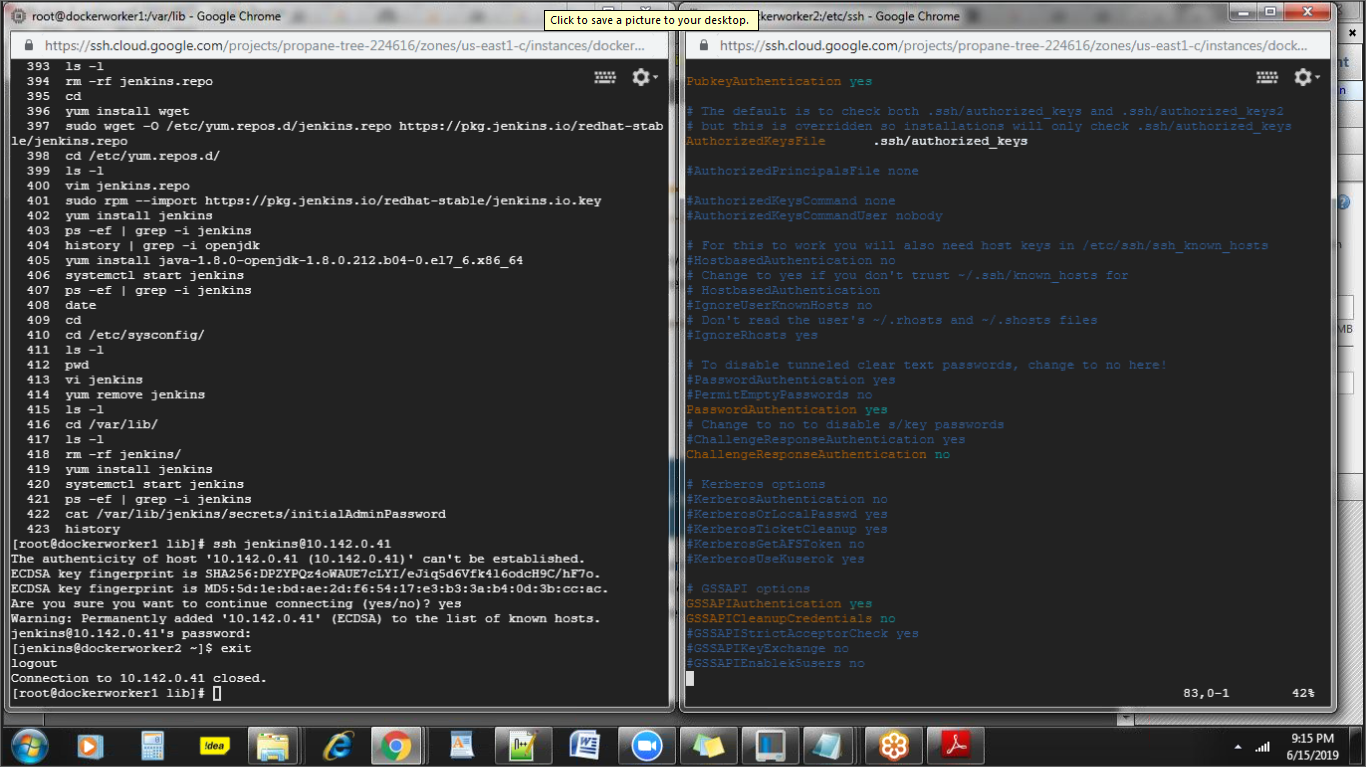 root@dockerworker1:/var/lib - Google Chrome
Click to save a picture to your desktop.
ckerworker2:/etc/ssh - Google Chrome
https://ssh.cloud.google.com/projects/propane-tree-224616/zones/us-east1-c/instances/docker...
https://ssh.cloud.google.com/projects/propane-tree-224616/zones/us-east1-c/instances/dock...
393 ls -l
394 rm -rf jenkins.repo
395 cd
396 yum install wget
397 sudo wget -O /etc/yum.repos.d/jenkins.repo https://pkg.jenkins.io/redhat-stab
le/jenkins.repo
398 cd /etc/yum.repos.d/
399 ls -l
400 vim jenkins.repo
401 sudo rpm --import https://pkg.jenkins.io/redhat-stable/jenkins.io.key
402 yum install jenkins
403 ps -ef | grep -i jenkins
404 history | grep -i openjdk
405 yum install java-1.8.0-openjdk-1.8.0.212.b04-0.el7_6.x86_64
406 systemctl start jenkins
407 ps -ef | grep -i jenkins
408 date
409 cd
410 cd /etc/sysconfig/
411 ls -l
412 pwd
413 vi jenkins
414 yum remove jenkins
415 ls -l
416 cd /var/lib/
417 ls -l
418 rm -rf jenkins/
419 yum install jenkins
420 systemctl start jenkins
421 ps -ef | grep -i jenkins
422 cat /var/lib/jenkins/secrets/initialAdminPassword
423 history
[root@dockerworker1 lib]# ssh jenkins@10.142.0.41
The authenticity of host '10.142.0.41 (10.142.0.41)' can't be established.
ECDSA key fingerprint is SHA256:DPZYPQz4oWAUE7cLYI/eJiq5d6Vfk4l6odcH9C/hF7o.
ECDSA key fingerprint is MD5:5d:1e:bd:ae:2d:f6:54:17:e3:b3:3a:b4:0d:3b:cc:ac.
Are you sure you want to continue connecting (yes/no)? yes
Warning: Permanently added '10.142.0.41' (ECDSA) to the list of known hosts.
jenkins@10.142.0.41's password:
[jenkins@dockerworker2 ~]$ exit
logout
Connection to 10.142.0.41 closed.
[root@dockerworker1 lib]#
PubkeyAuthentication yes
# The default is to check both .ssh/authorized_keys and .ssh/authorized_keys2
# but this is overridden so installations will only check .ssh/authorized_keys
AuthorizedKeysFile .ssh/authorized_keys
#AuthorizedPrincipalsFile none
#AuthorizedKeysCommand none
#AuthorizedKeysCommandUser nobody
# For this to work you will also need host keys in /etc/ssh/ssh_known_hosts
#HostbasedAuthentication no
# Change to yes if you don't trust ~/.ssh/known_hosts for
# HostbasedAuthentication
#IgnoreUserKnownHosts no
# Don't read the user's ~/.rhosts and ~/.shosts files
#IgnoreRhosts yes
# To disable tunneled clear text passwords, change to no here!
#PasswordAuthentication yes
#PermitEmptyPasswords no
PasswordAuthentication yes
# Change to no to disable s/key passwords
#ChallengeResponseAuthentication yes
ChallengeResponseAuthentication no
# Kerberos options
#KerberosAuthentication no
#KerberosOrLocalPasswd yes
#KerberosTicketCleanup yes
#KerberosGetAFSToken no
#KerberosUseKuserok yes
# GSSAPI options
GSSAPIAuthentication yes
GSSAPICleanupCredentials no
#GSSAPIStrictAcceptorCheck yes
#GSSAPIKeyExchange no
#GSSAPIEnablek5users no
83,0-1 42%
MB
!dea
9:15 PM
6/15/2019